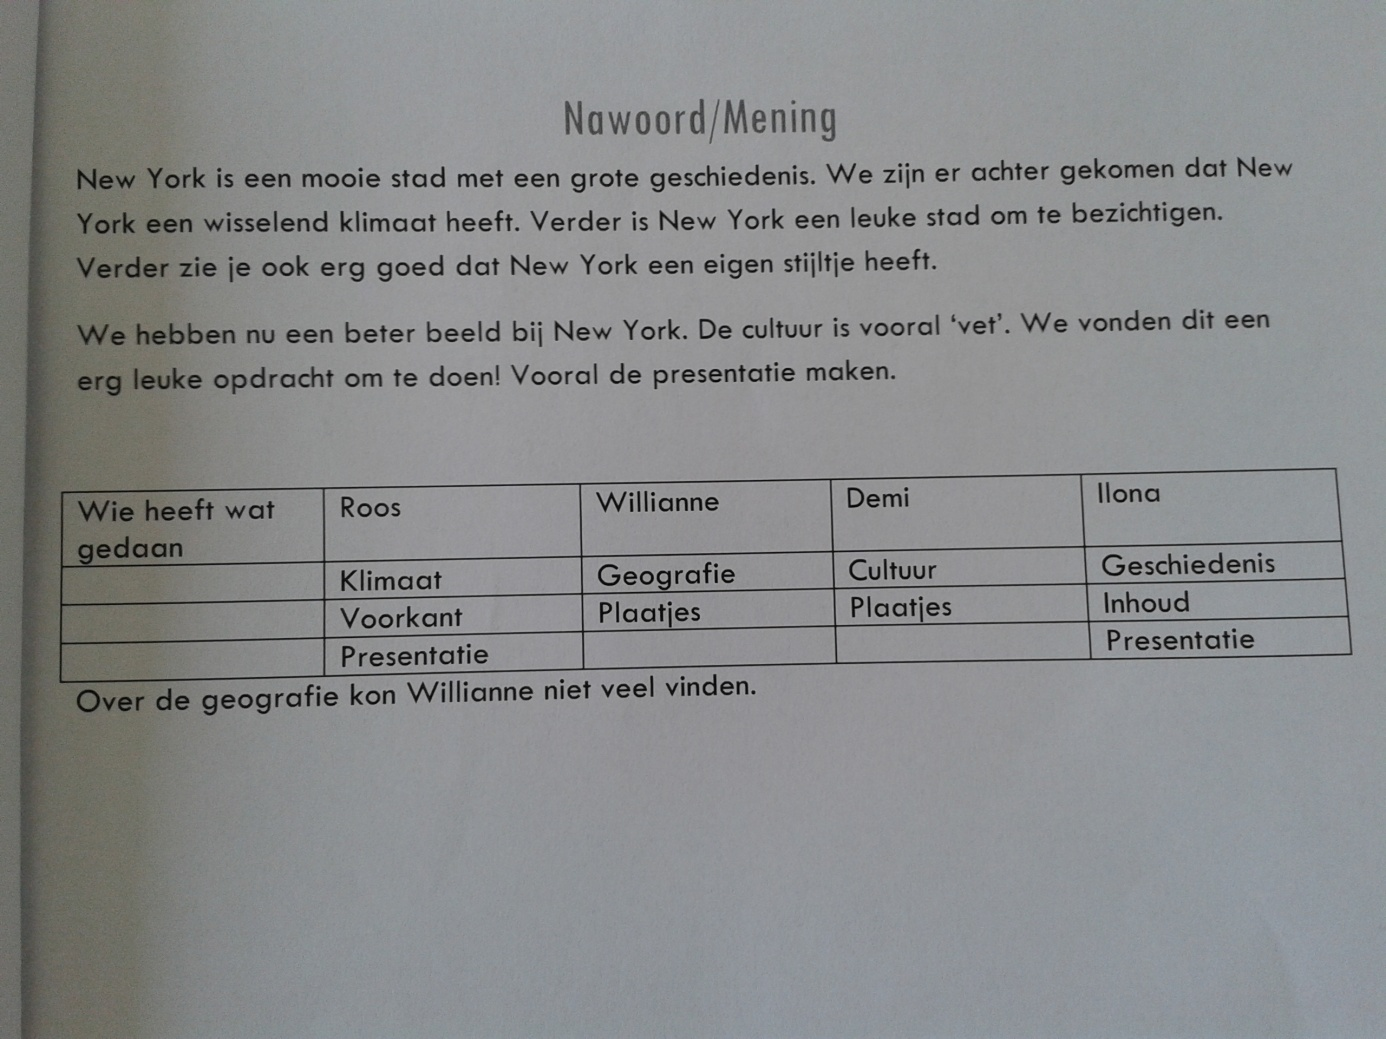 Nawoord/Mening
New York is een mooie stad met een grote geschiedenis. We zijn er achter gekomen dat New
York een wisselend klimaat heeft. Verder is New York een leuke stad om te bezichtigen.
Verder zie je ook erg goed dat New York een eigen stijltje heeft.
We hebben nu een beter beeld bij New York. De cultuur is vooral ‘vet’. We vonden dit een
erg leuke opdracht om te doen! Vooral de presentatie maken.
Wie heeft wat Roos Willianne Demi Ilona
gedaan
Klimaat Geografie Cultuur Geschiedenis
Voorkant Plaatjes Plaatjes Inhoud
Presentatie Presentatie
Over de geografie kon Willianne niet veel vinden.